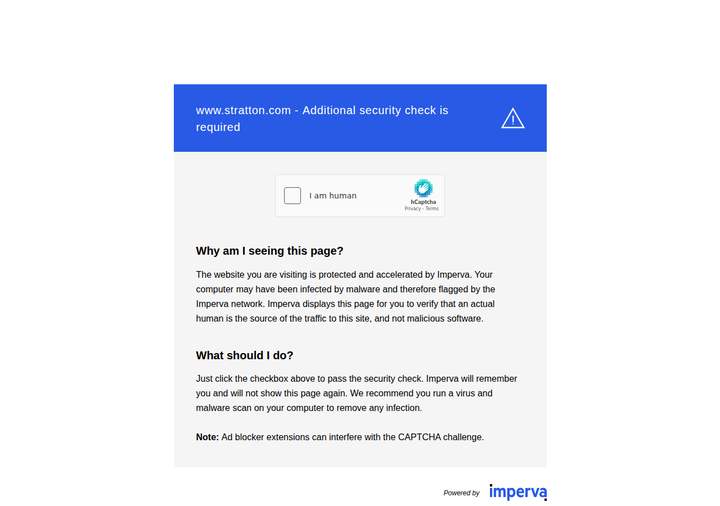 www.stratton.com - Additional security check is
required
I am human
hCaptcha
Privacy - Terms
Why am I seeing this page?
The website you are visiting is protected and accelerated by Imperva. Your
computer may have been infected by malware and therefore flagged by the
Imperva network. Imperva displays this page for you to verify that an actual
human is the source of the traffic to this site, and not malicious software.
What should I do?
Just click the checkbox above to pass the security check. Imperva will remember
you and will not show this page again. We recommend you run a virus and
malware scan on your computer to remove any infection.
Note: Ad blocker extensions can interfere with the CAPTCHA challenge.
Powered by imperva